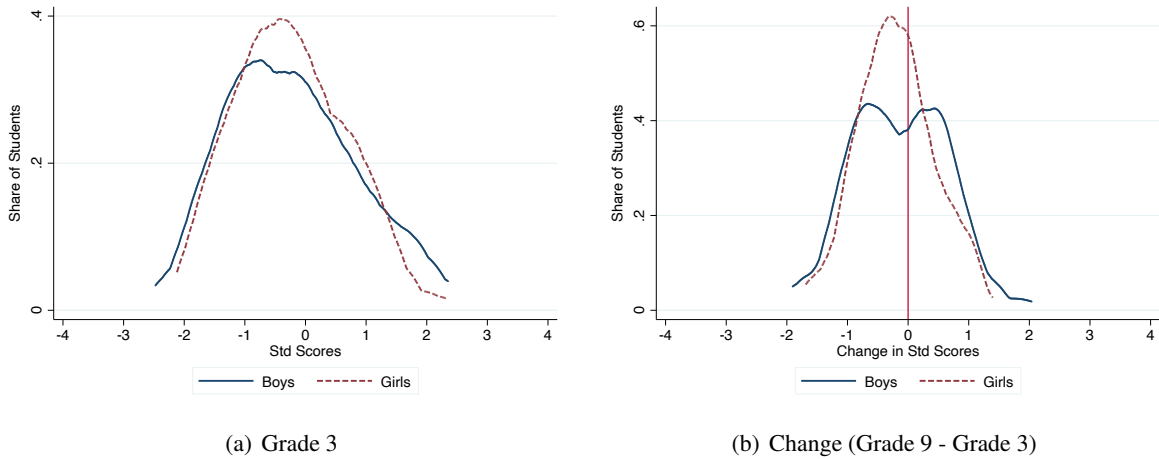 .4
.2
0
Share of Students
-4 -3 -2 -1 0 1 2 3 4
Std Scores
Boys Girls
(a) Grade 3
.6
.4
.2
0
Share of Students
-4 -3 -2 -1 0 1 2 3 4
Change in Std Scores
Boys Girls
(b) Change (Grade 9 - Grade 3)